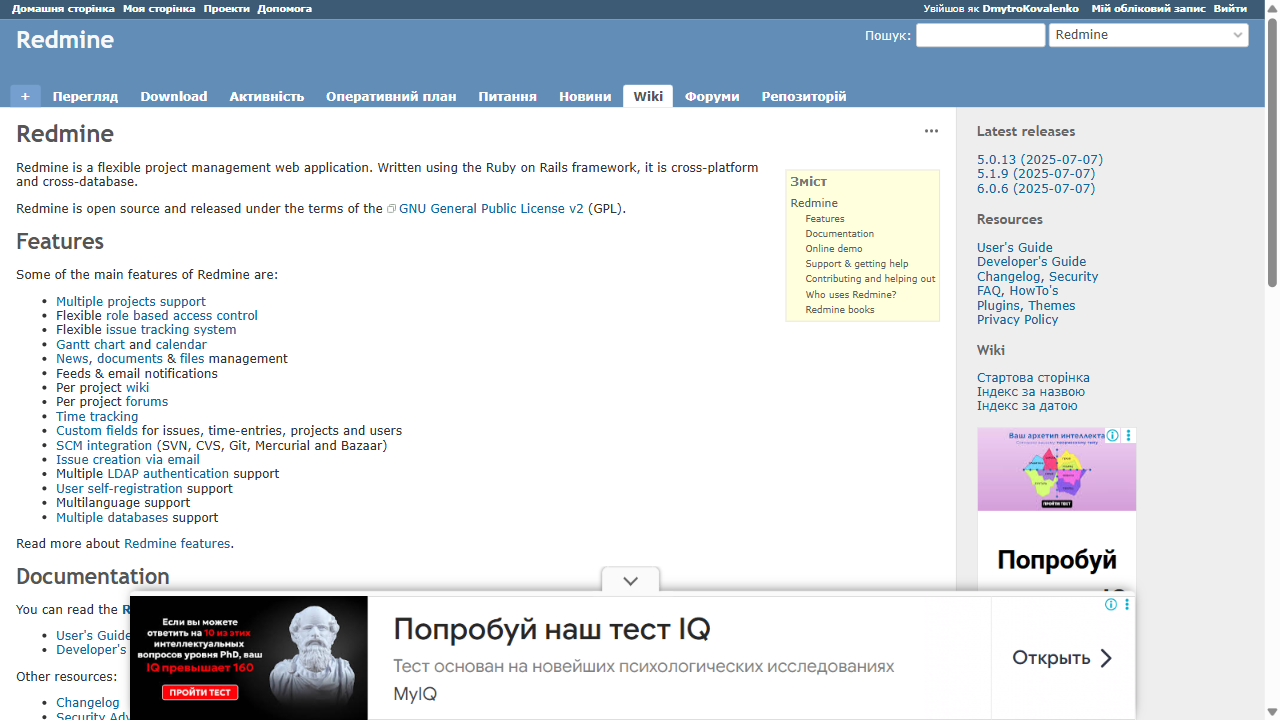 Домашня сторінка Моя сторінка Проекти Допомога
Увійшов як DmytroKovalenko Мій обліковий запис Вийти
Redmine
Пошук: Redmine
+ Перегляд Download Активність Оперативний план Питання Новини Wiki Форуми Репозиторій
Redmine
Redmine is a flexible project management web application. Written using the Ruby on Rails framework, it is cross-platform
and cross-database.
Redmine is open source and released under the terms of the GNU General Public License v2 (GPL).
Зміст
Redmine
Features
Documentation
Online demo
Support & getting help
Contributing and helping out
Who uses Redmine?
Redmine books
Features
Some of the main features of Redmine are:
Multiple projects support
Flexible role based access control
Flexible issue tracking system
Gantt chart and calendar
News, documents & files management
Feeds & email notifications
Per project wiki
Per project forums
Time tracking
Custom fields for issues, time-entries, projects and users
SCM integration (SVN, CVS, Git, Mercurial and Bazaar)
Issue creation via email
Multiple LDAP authentication support
User self-registration support
Multilanguage support
Multiple databases support
Read more about Redmine features.
Documentation
You can read the
User's Guide
Developer's
Other resources:
Changelog
Security
Latest releases
5.0.13 (2025-07-07)
5.1.9 (2025-07-07)
6.0.6 (2025-07-07)
Resources
User's Guide
Developer's Guide
Changelog, Security
FAQ, HowTo's
Plugins, Themes
Privacy Policy
Wiki
Стартова сторінка
Індекс за назвою
Індекс за датою
Ваш архетип интеллекта
ПРОЙТИ ТЕСТ
Попробуй
Если вы можете
ответить на 10 из этих
интеллектуальных
вопросов уровня PhD, ваш
IQ превышает 160
ПРОЙТИ ТЕСТ
Попробуй наш тест IQ
Тест основан на новейших психологических исследованиях
MyIQ
Открыть